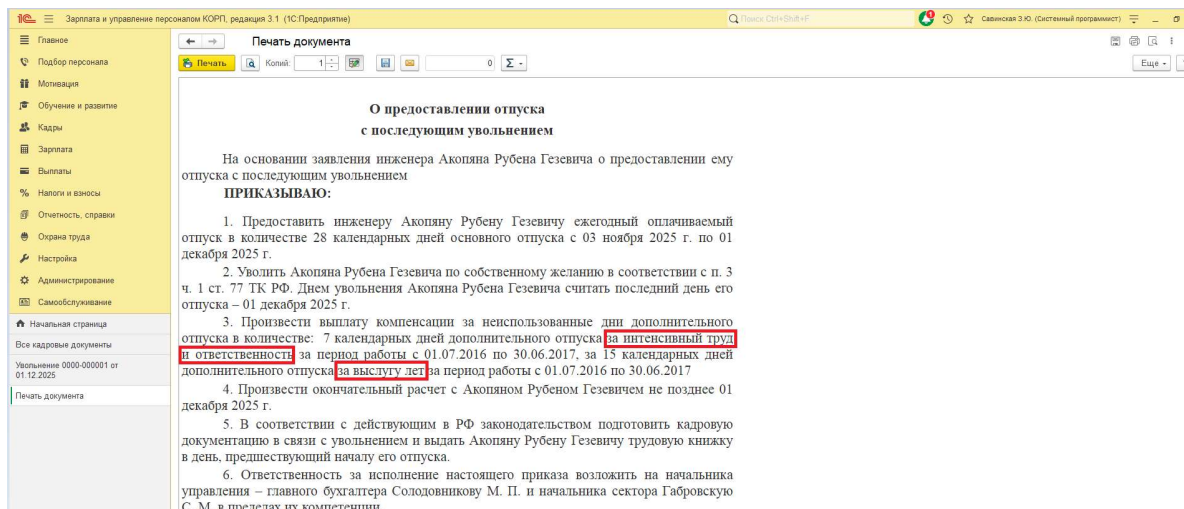 1С Зарплата и управление персоналом КОРП, редакция 3.1 (1С:Предприятие)
Поиск Ctrl+Shift+F
Савинская З.Ю. (Системный программист)
Главное
Подбор персонала
Мотивация
Обучение и развитие
Кадры
Зарплата
Выплаты
Налоги и взносы
Отчетность, справки
Охрана труда
Настройка
Администрирование
Самообслуживание
Начальная страница
Все кадровые документы
Увольнение 0000-000001 от
01.12.2025
Печать документа
Печать документа
Печать Копий: 1 0 Σ Еще
О предоставлении отпуска
с последующим увольнением
На основании заявления инженера Акопяна Рубена Гезевича о предоставлении ему
отпуска с последующим увольнением
ПРИКАЗЫВАЮ:
1. Предоставить инженеру Акопяну Рубену Гезевичу ежегодный оплачиваемый
отпуск в количестве 28 календарных дней основного отпуска с 03 ноября 2025 г. по 01
декабря 2025 г.
2. Уволить Акопяна Рубена Гезевича по собственному желанию в соответствии с п. 3
ч. 1 ст. 77 ТК РФ. Днем увольнения Акопяна Рубена Гезевича считать последний день его
отпуска – 01 декабря 2025 г.
3. Произвести выплату компенсации за неиспользованные дни дополнительного
отпуска в количестве: 7 календарных дней дополнительного отпуска за интенсивный труд
и ответственность за период работы с 01.07.2016 по 30.06.2017, за 15 календарных дней
дополнительного отпуска за выслугу лет за период работы с 01.07.2016 по 30.06.2017
4. Произвести окончательный расчет с Акопяном Рубеном Гезевичем не позднее 01
декабря 2025 г.
5. В соответствии с действующим в РФ законодательством подготовить кадровую
документацию в связи с увольнением и выдать Акопяну Рубену Гезевичу трудовую книжку
в день, предшествующий началу его отпуска.
6. Ответственность за исполнение настоящего приказа возложить на начальника
управления – главного бухгалтера Солодовникову М. П. и начальника сектора Габровскую
С. М. в пределах их компетенции